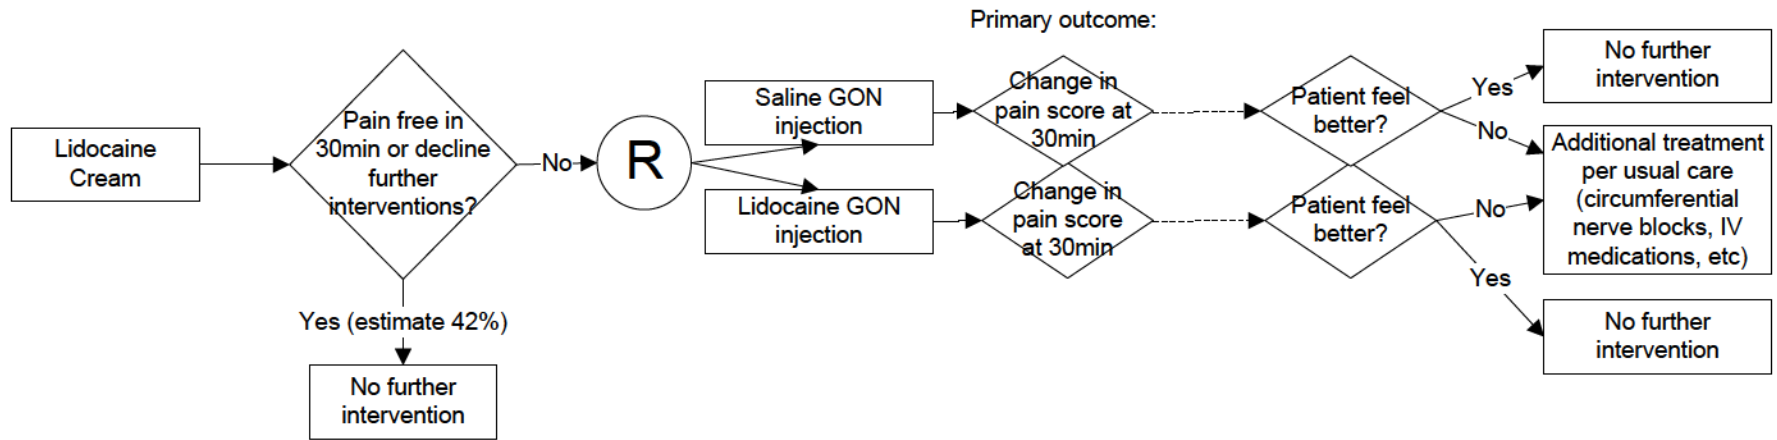 Primary outcome:
Lidocaine
Cream
Pain free in
30min or decline
further
interventions?
No
Yes (estimate 42%)
No further
intervention
R
Saline GON
injection
Lidocaine GON
injection
Change in
pain score at
30min
Change in
pain score
at 30min
Patient feel
better?
Patient feel
better?
Yes
No
No
Yes
No further
intervention
Additional treatment
per usual care
(circumferential
nerve blocks, IV
medications, etc)
No further
intervention